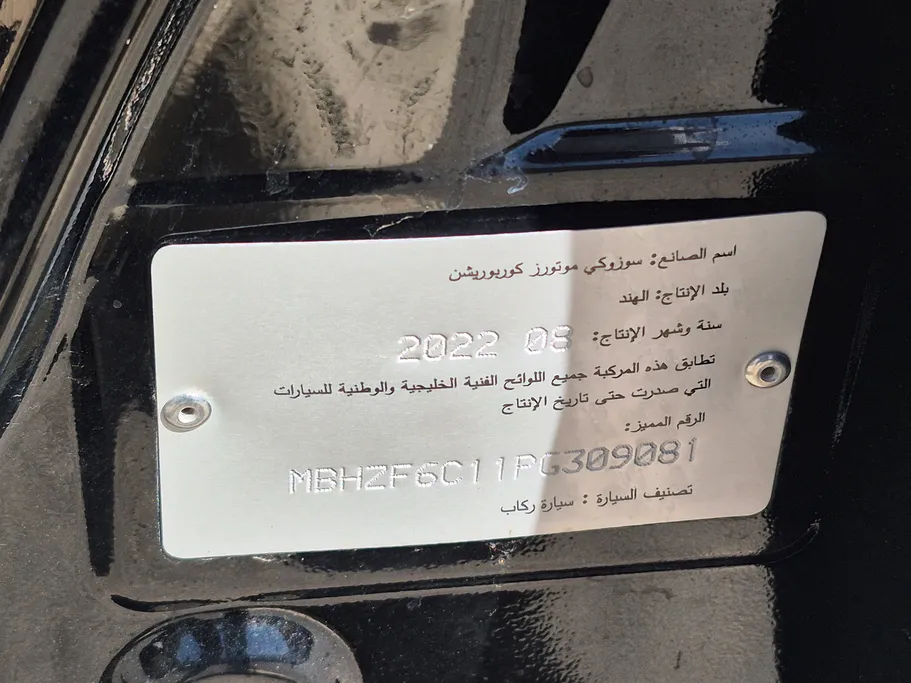 اسم الصانع: سوزوكي موتورز كوربوريشن
بلد الإنتاج: الهند
سنة وشهر الإنتاج: 2022 08
تطابق هذه المركبة جميع اللوائح الفنية الخليجية والوطنية للسيارات
التي صدرت حتى تاريخ الإنتاج
الرقم المميز:
MBHZF6C11PG309081
تصنيف السيارة : سيارة ركاب